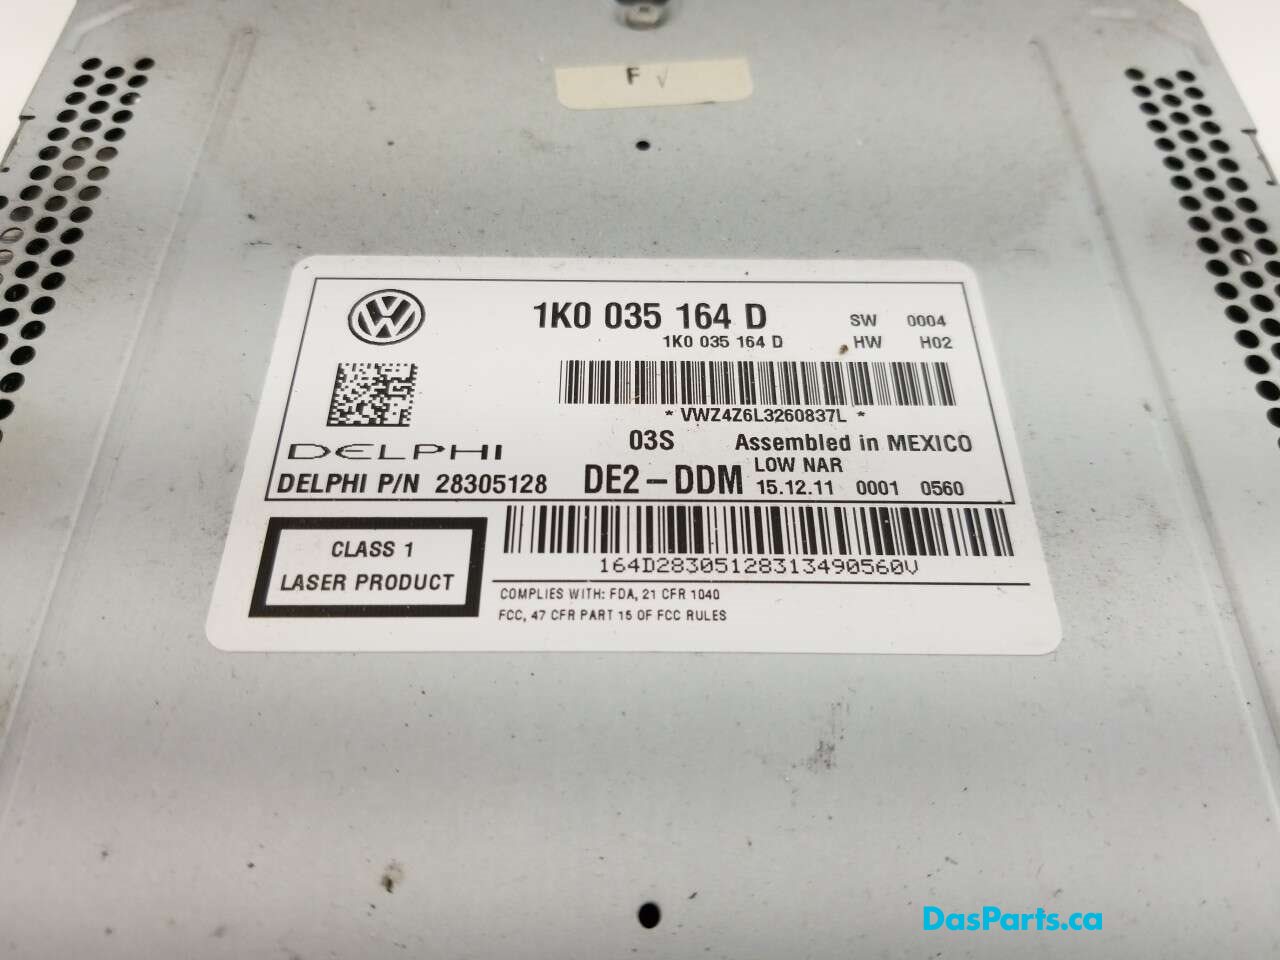 F √
1K0 035 164 D
SW 0004
1K0 035 164 D
HW H02
* VWZ4Z6L3260837L *
03S Assembled in MEXICO
DELPHI
LOW NAR
DELPHI P/N 28305128
DE2-DDM
15.12.11 0001 0560
CLASS 1
LASER PRODUCT
164D28305128313490560V
COMPLIES WITH: FDA, 21 CFR 1040
FCC, 47 CFR PART 15 OF FCC RULES
DasParts.ca